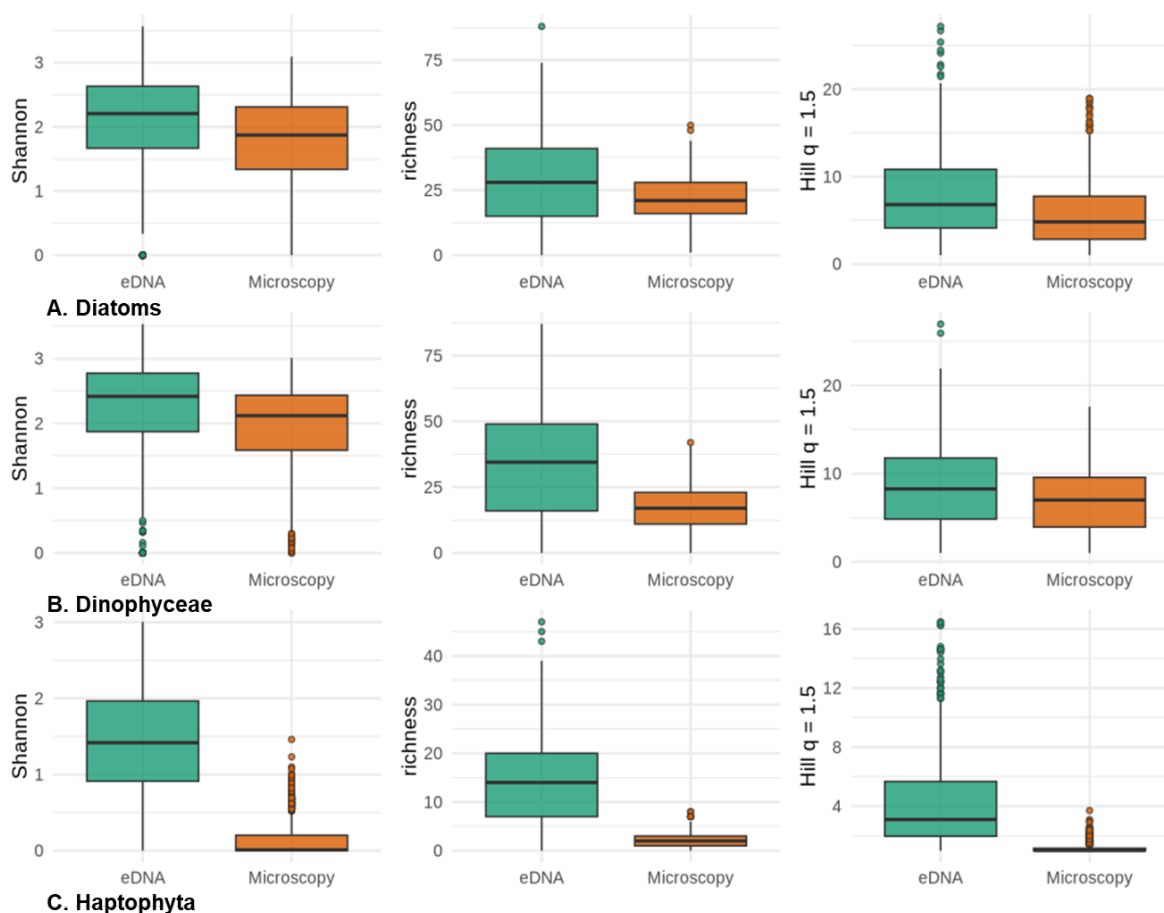 Shannon
3
2
1
0
eDNA
Microscopy
richness
75
50
25
0
eDNA
Microscopy
Hill q = 1.5
20
10
0
eDNA
Microscopy
A. Diatoms
Shannon
3
2
1
0
eDNA
Microscopy
richness
75
50
25
0
eDNA
Microscopy
Hill q = 1.5
20
10
0
eDNA
Microscopy
B. Dinophyceae
Shannon
3
2
1
0
eDNA
Microscopy
richness
40
30
20
10
0
eDNA
Microscopy
Hill q = 1.5
16
12
8
4
eDNA
Microscopy
C. Haptophyta